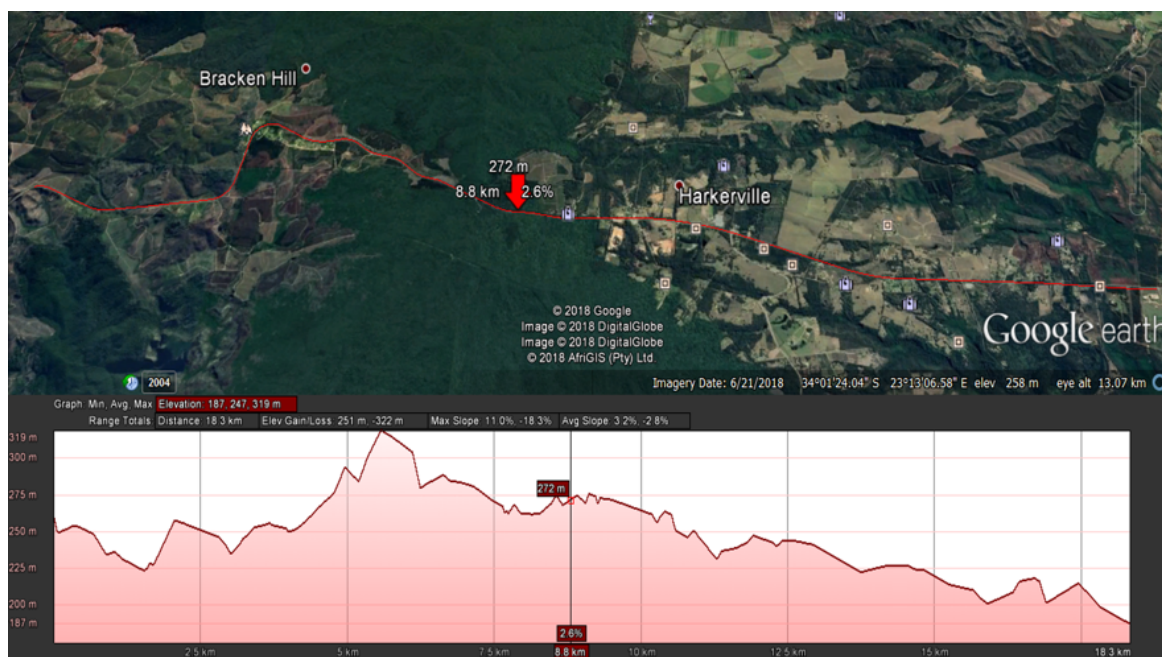 Bracken Hill
272 m
8.8 km 2.6%
Harkerville
© 2018 Google
Image © 2018 DigitalGlobe
Image © 2018 DigitalGlobe
© 2018 AfriGIS (Pty) Ltd.
Google earth
2004
Imagery Date: 6/21/2018 34°01'24.04" S 23°13'06.58" E elev 258 m eye alt 13.07 km
Graph: Min, Avg, Max Elevation: 187, 247, 319 m
Range Totals: Distance: 18.3 km Elev Gain/Loss: 251 m, -322 m Max Slope: 11.0%, -18.3% Avg Slope: 3.2%, -2.8%
319 m
300 m
275 m
272 m
250 m
225 m
200 m
187 m
2.6%
2.5 km 5 km 7.5 km 8.8 km 10 km 12.5 km 15 km 18.3 km